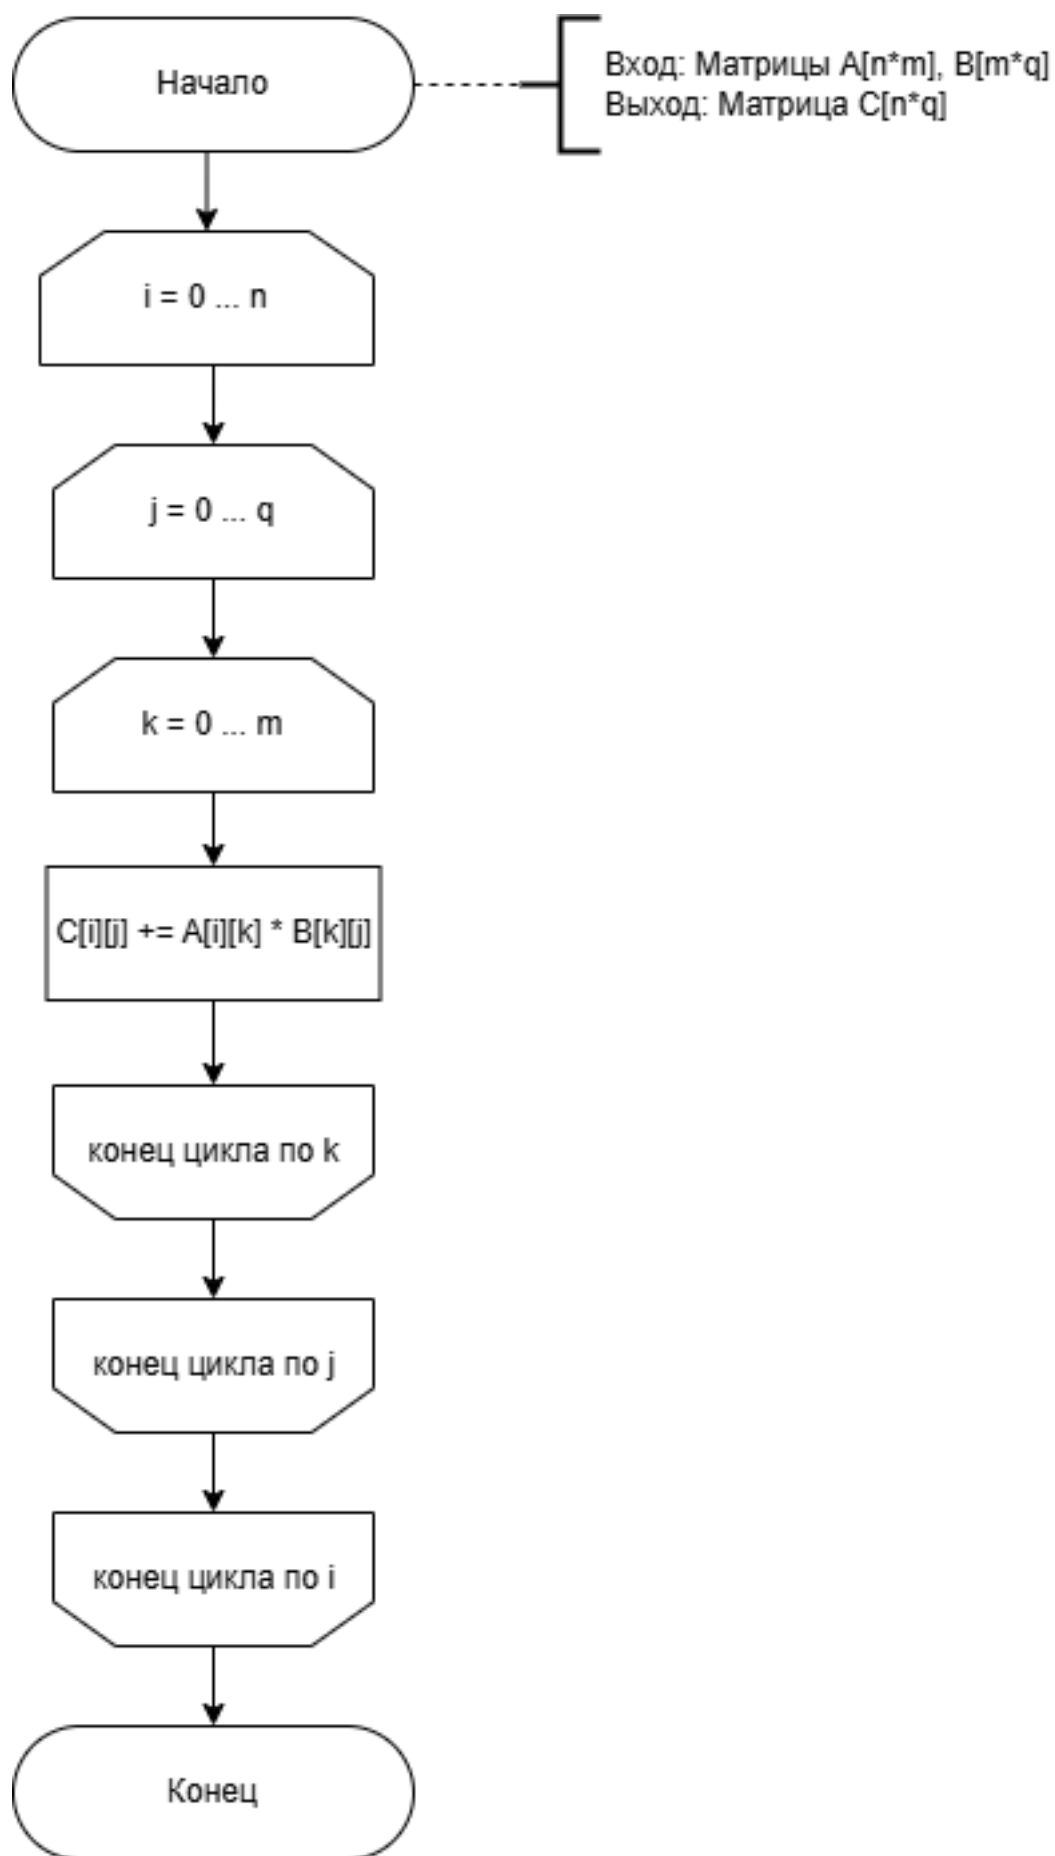 Начало
Вход: Матрицы A[n*m], B[m*q]
Выход: Матрица C[n*q]
i = 0 ... n
j = 0 ... q
k = 0 ... m
C[i][j] += A[i][k] * B[k][j]
конец цикла по k
конец цикла по j
конец цикла по i
Конец